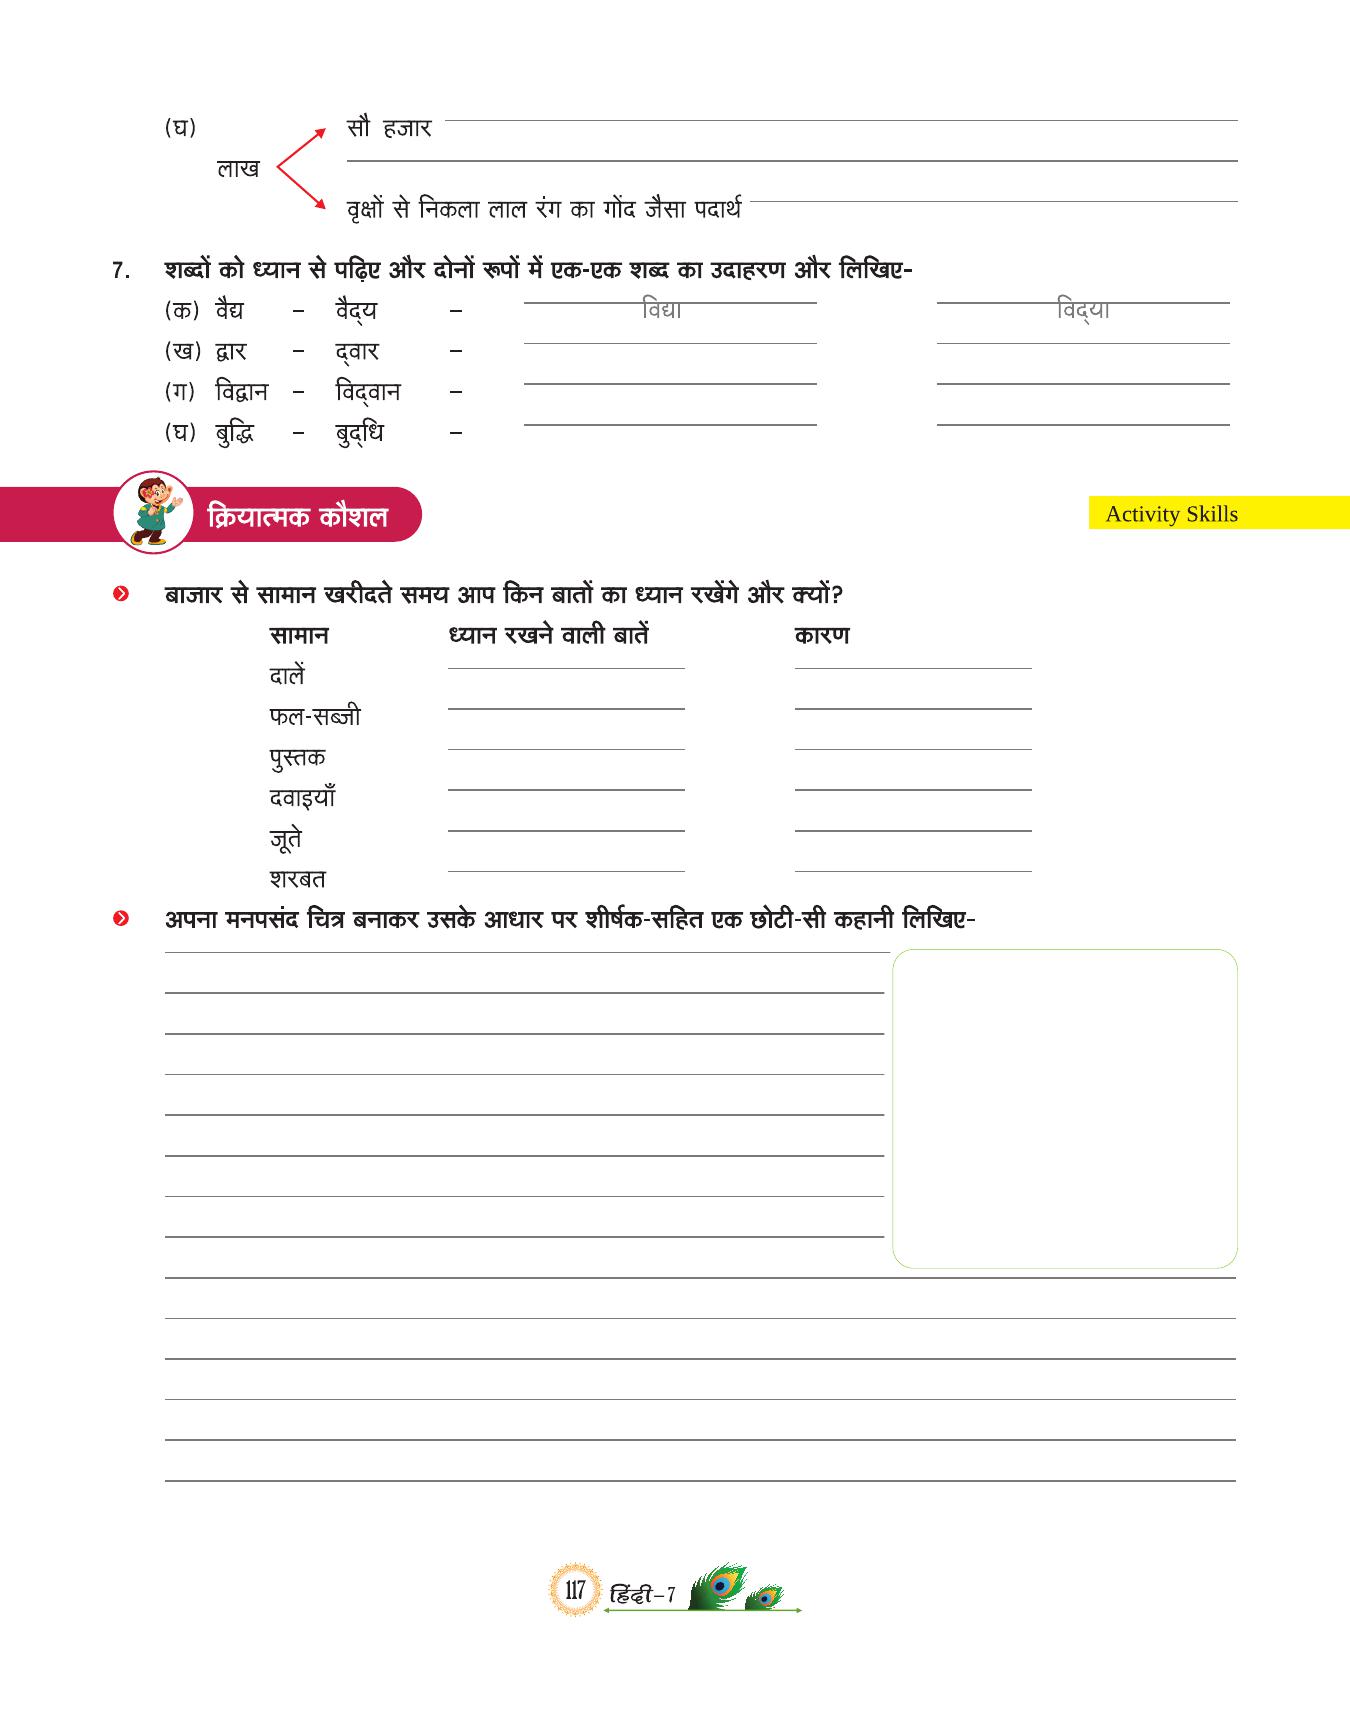 (घ) सौ हजार
लाख
वृक्षों से निकला लाल रंग का गोंद जैसा पदार्थ
7. शब्दों को ध्यान से पढ़िए और दोनों रूपों में एक-एक शब्द का उदाहरण और लिखिए-
(क) वैद्य – वैद्‌य – विद्या विद्‌या
(ख) द्वार – द्‌वार –
(ग) विद्वान – विद्‌वान –
(घ) बुद्धि – बुद्‌धि –
क्रियात्मक कौशल Activity Skills
बाजार से सामान खरीदते समय आप किन बातों का ध्यान रखेंगे और क्यों?
सामान ध्यान रखने वाली बातें कारण
दालें
फल-सब्जी
पुस्तक
दवाइयाँ
जूते
शरबत
अपना मनपसंद चित्र बनाकर उसके आधार पर शीर्षक-सहित एक छोटी-सी कहानी लिखिए-
117 हिंदी–7